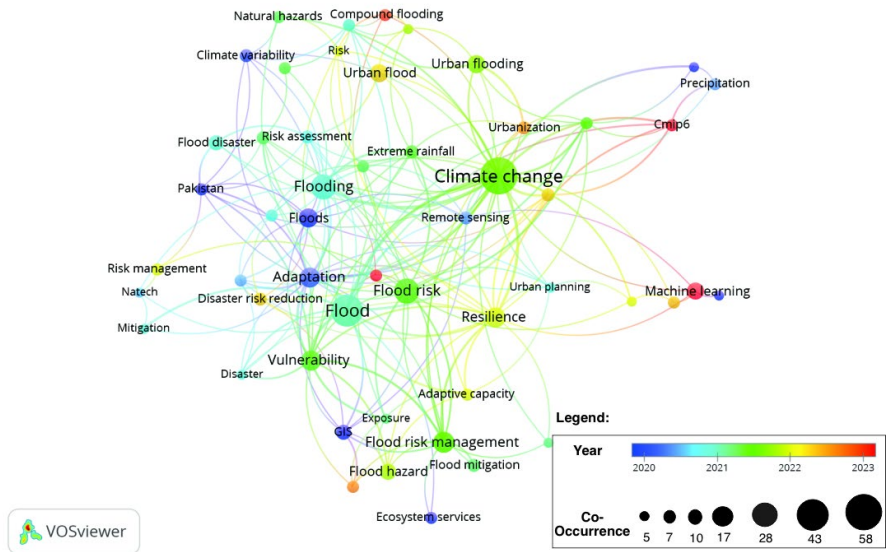 Natural hazards
Compound flooding
Climate variability
Risk
Urban flood
Urban flooding
Precipitation
Urbanization
Cmip6
Flood disaster
Risk assessment
Extreme rainfall
Climate change
Pakistan
Flooding
Floods
Remote sensing
Risk management
Adaptation
Natech
Disaster risk reduction
Flood risk
Urban planning
Machine learning
Mitigation
Flood
Resilience
Disaster
Vulnerability
Adaptive capacity
Exposure
GIS
Flood risk management
Flood hazard
Flood mitigation
Ecosystem services
Legend:
Year
2020 2021 2022 2023
Co-
Occurrence
5 7 10 17 28 43 58
VOSviewer